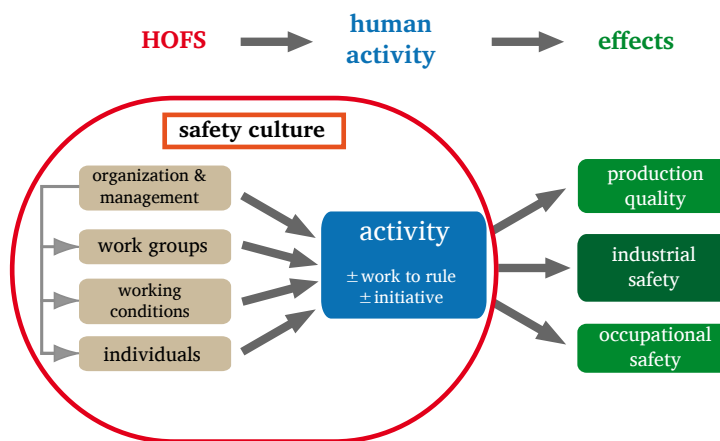 HOFS
human
activity
effects
safety culture
organization &
management
work groups
working
conditions
individuals
activity
±work to rule
±initiative
production
quality
industrial
safety
occupational
safety